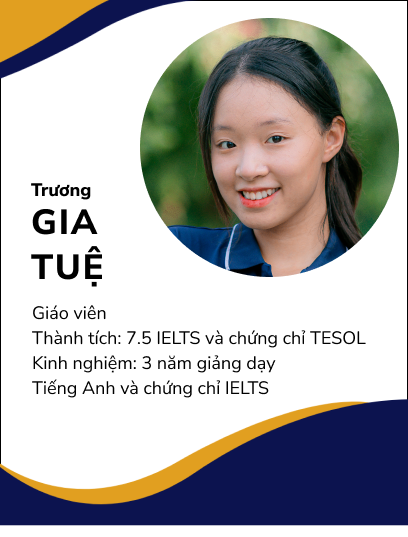 Trương
GIA
TUỆ
Giáo viên
Thành tích: 7.5 IELTS và chứng chỉ TESOL
Kinh nghiệm: 3 năm giảng dạy
Tiếng Anh và chứng chỉ IELTS